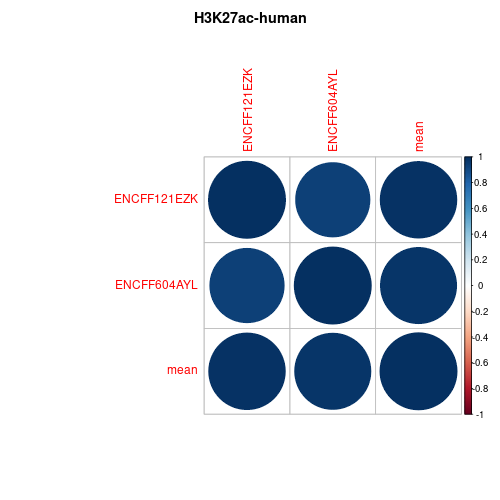 H3K27ac-human
ENCFF121EZK
ENCFF604AYL
mean
ENCFF121EZK
ENCFF604AYL
mean
1
0.8
0.6
0.4
0.2
0
-0.2
-0.4
-0.6
-0.8
-1